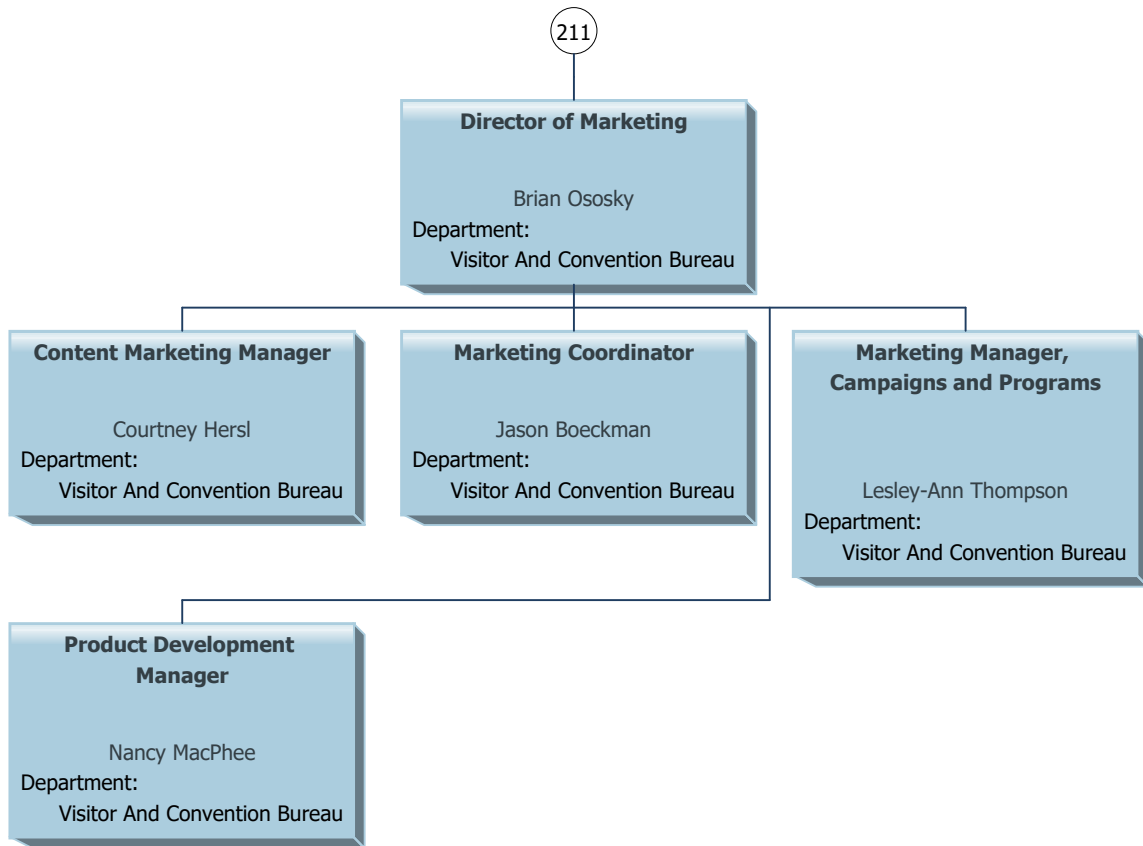 211
Director of Marketing
Brian Ososky
Department:
Visitor And Convention Bureau
Content Marketing Manager
Courtney Hersl
Department:
Visitor And Convention Bureau
Marketing Coordinator
Jason Boeckman
Department:
Visitor And Convention Bureau
Marketing Manager,
Campaigns and Programs
Lesley-Ann Thompson
Department:
Visitor And Convention Bureau
Product Development
Manager
Nancy MacPhee
Department:
Visitor And Convention Bureau